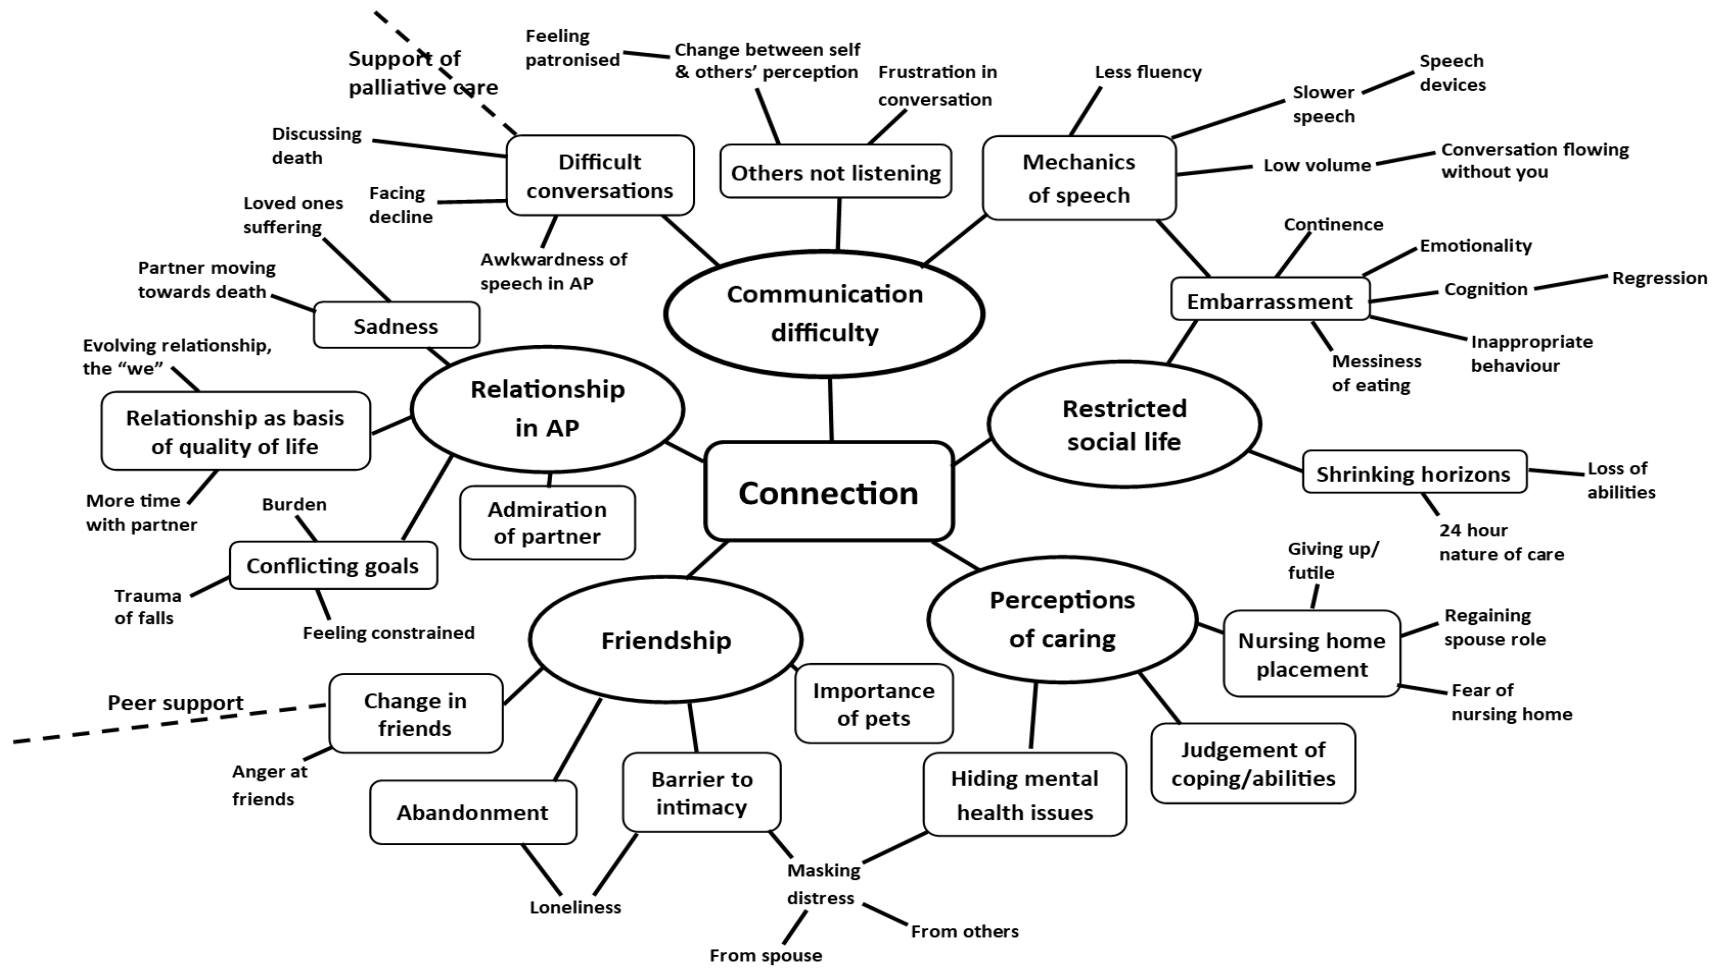 Support of
palliative care
Feeling
patronised
Change between self
& others’ perception
Frustration in
conversation
Less fluency
Slower
speech
Speech
devices
Discussing
death
Difficult
conversations
Others not listening
Mechanics
of speech
Low volume
Conversation flowing
without you
Facing
decline
Loved ones
suffering
Awkwardness of
speech in AP
Continence
Emotionality
Partner moving
towards death
Communication
difficulty
Embarrassment
Cognition
Regression
Sadness
Inappropriate
behaviour
Messiness
of eating
Evolving relationship,
the “we”
Relationship
in AP
Restricted
social life
Relationship as basis
of quality of life
More time
with partner
Connection
Shrinking horizons
Loss of
abilities
24 hour
nature of care
Burden
Admiration
of partner
Conflicting goals
Trauma
of falls
Feeling constrained
Giving up/
futile
Friendship
Perceptions
of caring
Nursing home
placement
Regaining
spouse role
Fear of
nursing home
Peer support
Change in
friends
Importance
of pets
Anger at
friends
Abandonment
Barrier to
intimacy
Hiding mental
health issues
Judgement of
coping/abilities
Loneliness
Masking
distress
From spouse
From others